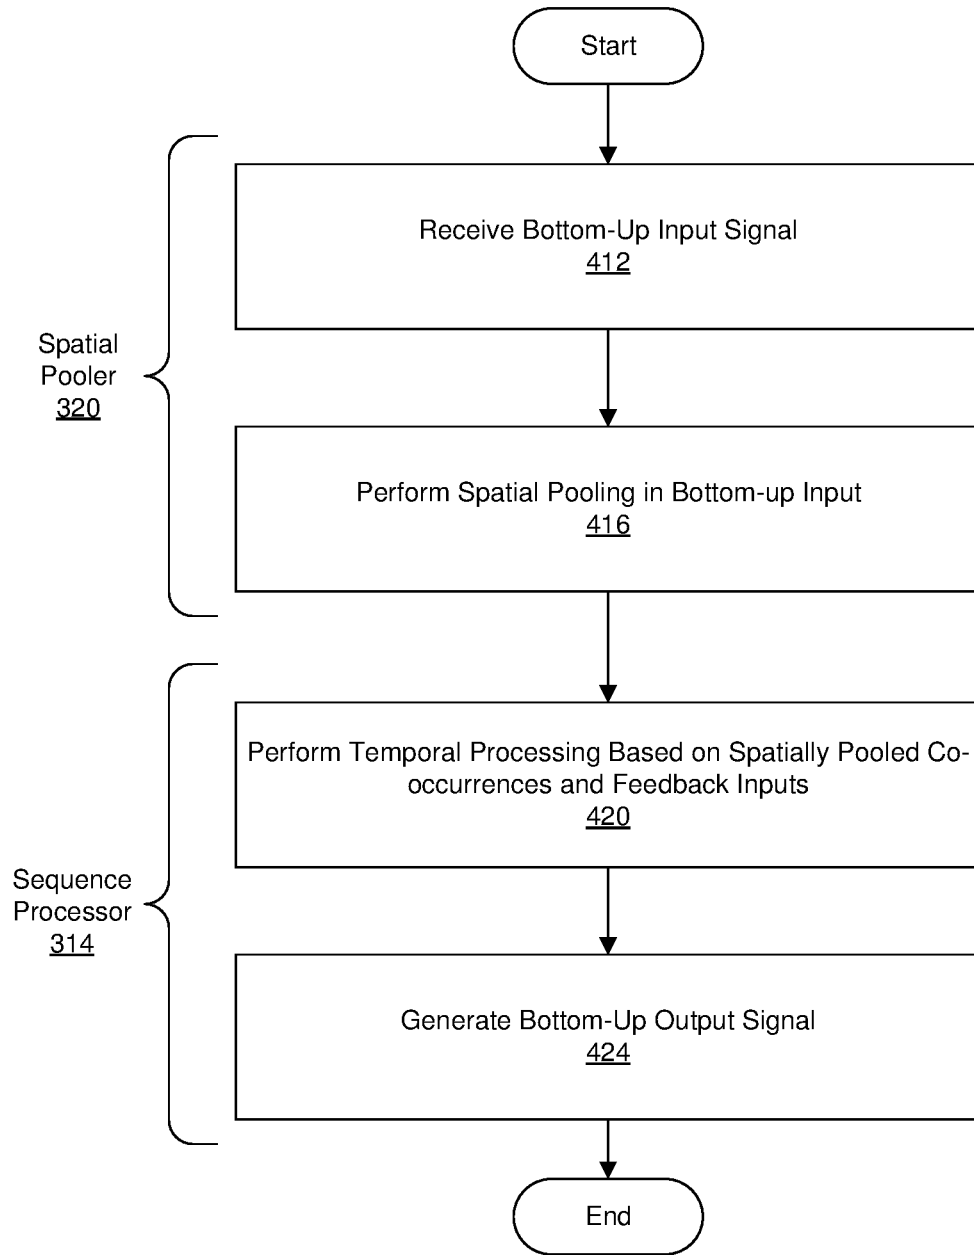 Start
Receive Bottom-Up Input Signal
412
Spatial
Pooler
320
Perform Spatial Pooling in Bottom-up Input
416
Perform Temporal Processing Based on Spatially Pooled Co-
occurrences and Feedback Inputs
420
Sequence
Processor
314
Generate Bottom-Up Output Signal
424
End